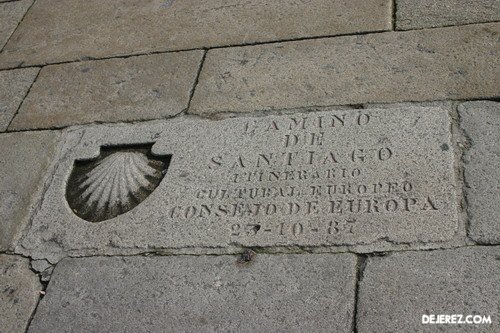 CAMINO
DE
SANTIAGO
ITINERARIO
CULTURAL EUROPEO
CONSEJO DE EUROPA
23-10-87
DEJEREZ.COM